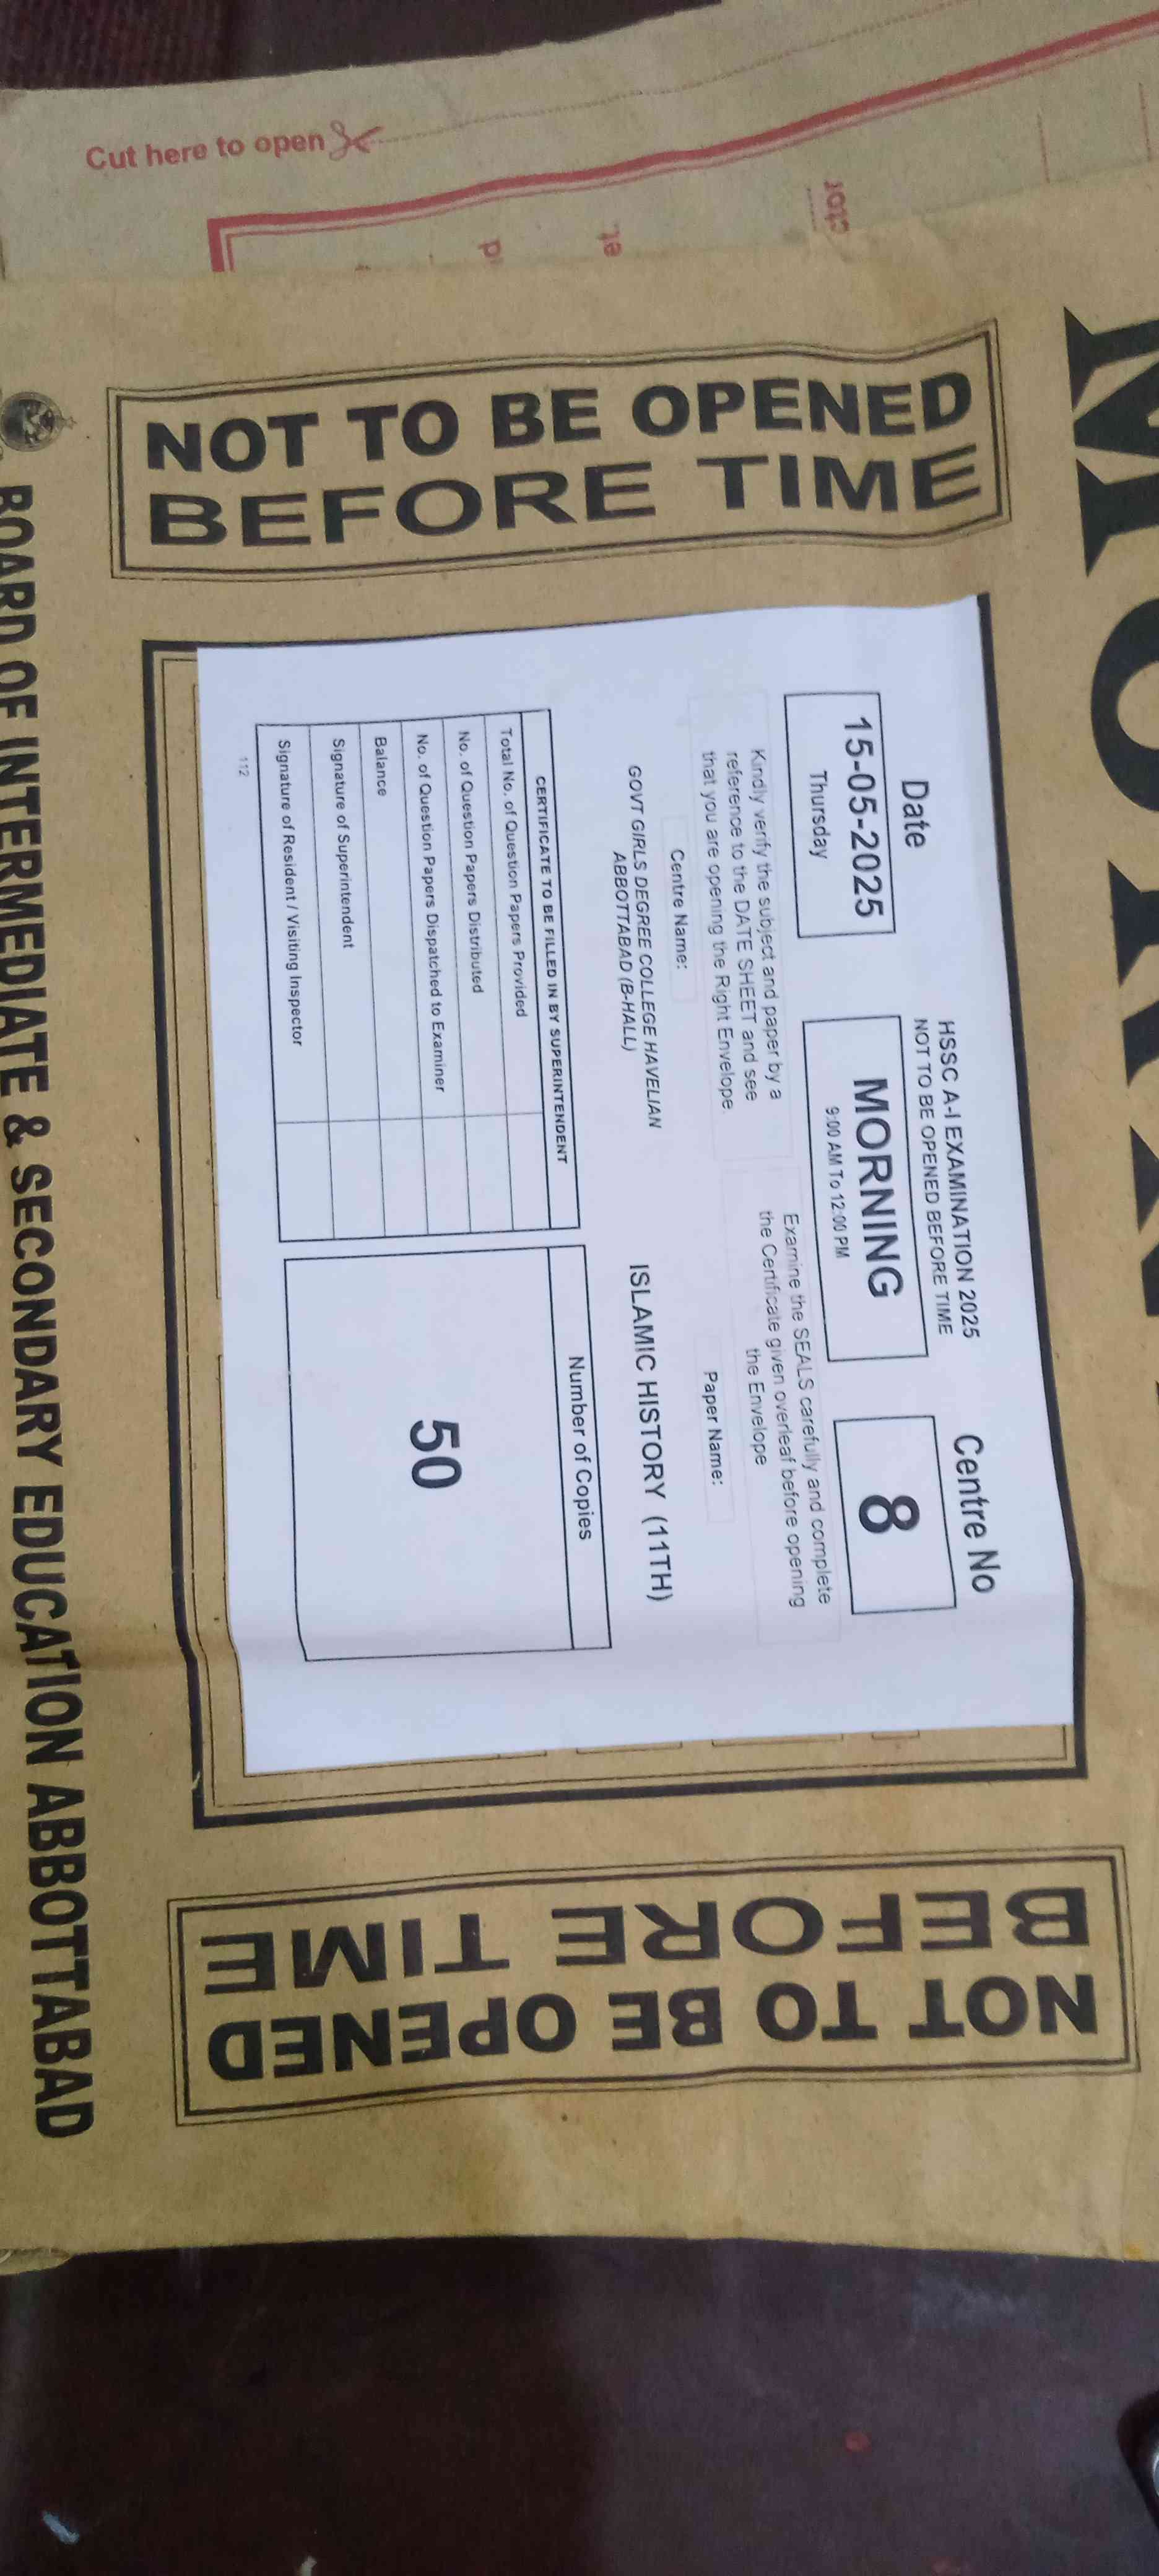 Cut here to open
NOT TO BE OPENED
BEFORE TIME
HSSC A-I EXAMINATION 2025
NOT TO BE OPENED BEFORE TIME
Date
15-05-2025
Thursday
MORNING
9:00 AM To 12:00 PM
Centre No
8
Kindly verify the subject and paper by a
reference to the DATE SHEET and see
that you are opening the Right Envelope
Examine the SEALS carefully and complete
the Certificate given overleaf before opening
the Envelope
Centre Name:
GOVT GIRLS DEGREE COLLEGE HAVELIAN
ABBOTTABAD (B-HALL)
Paper Name:
ISLAMIC HISTORY (11TH)
CERTIFICATE TO BE FILLED IN BY SUPERINTENDENT
Total No. of Question Papers Provided
No. of Question Papers Distributed
No. of Question Papers Dispatched to Examiner
Balance
Signature of Superintendent
Signature of Resident / Visiting Inspector
Number of Copies
50
112
NOT TO BE OPENED
BEFORE TIME
BOARD OF INTERMEDIATE & SECONDARY EDUCATION ABBOTTABAD